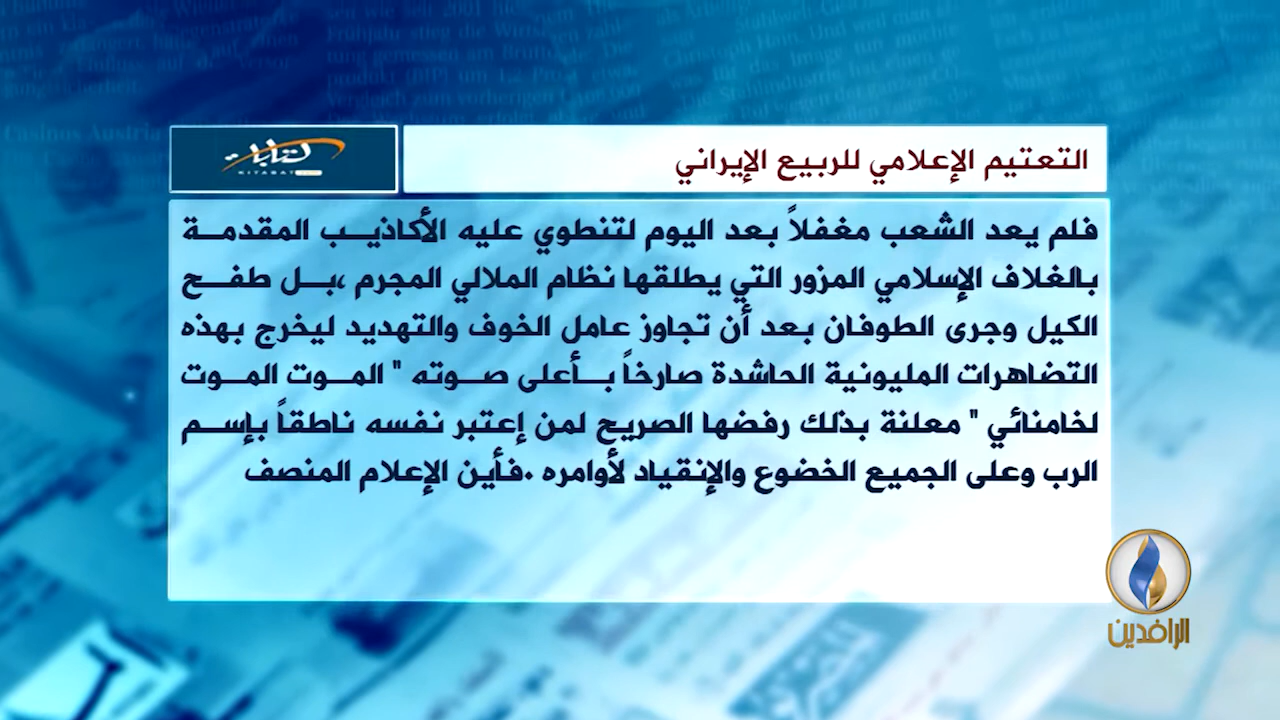 التعتيم الإعلامي للربيع الإيراني
كتابات
KITABAT
فلم يعد الشعب مغفلاً بعد اليوم لتنطوي عليه الأكاذيب المقدمة
بالغلاف الإسلامي المزور التي يطلقها نظام الملالي المجرم ،بل طفح
الكيل وجرى الطوفان بعد أن تجاوز عامل الخوف والتهديد ليخرج بهذه
التضاهرات المليونية الحاشدة صارخاً بأعلى صوته " الموت الموت
لخامنائي " معلنة بذلك رفضها الصريح لمن إعتبر نفسه ناطقاً بإسم
الرب وعلى الجميع الخضوع والإنقياد لأوامره .فأين الإعلام المنصف
الرافدين